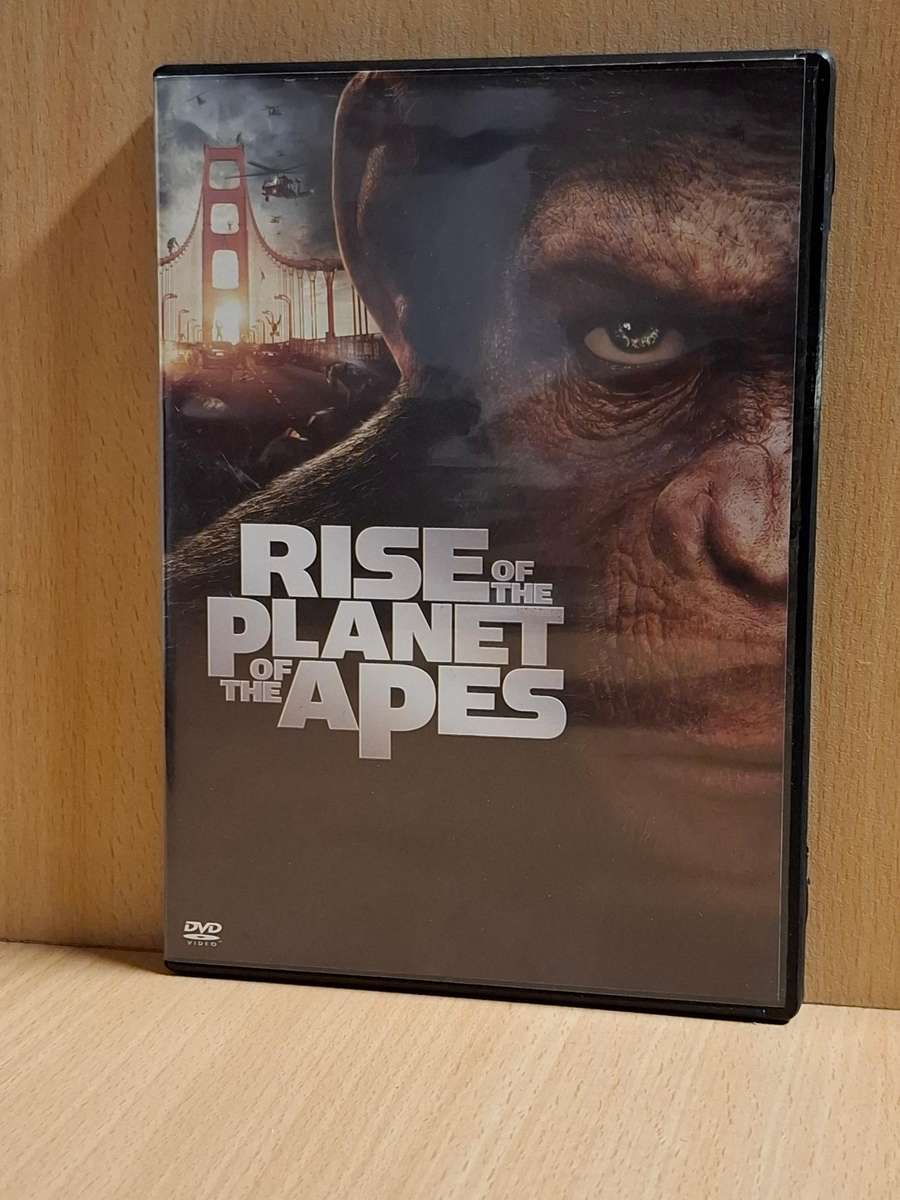 RISE OF THE
PLANET
OF THE APES
DVD
VIDEO